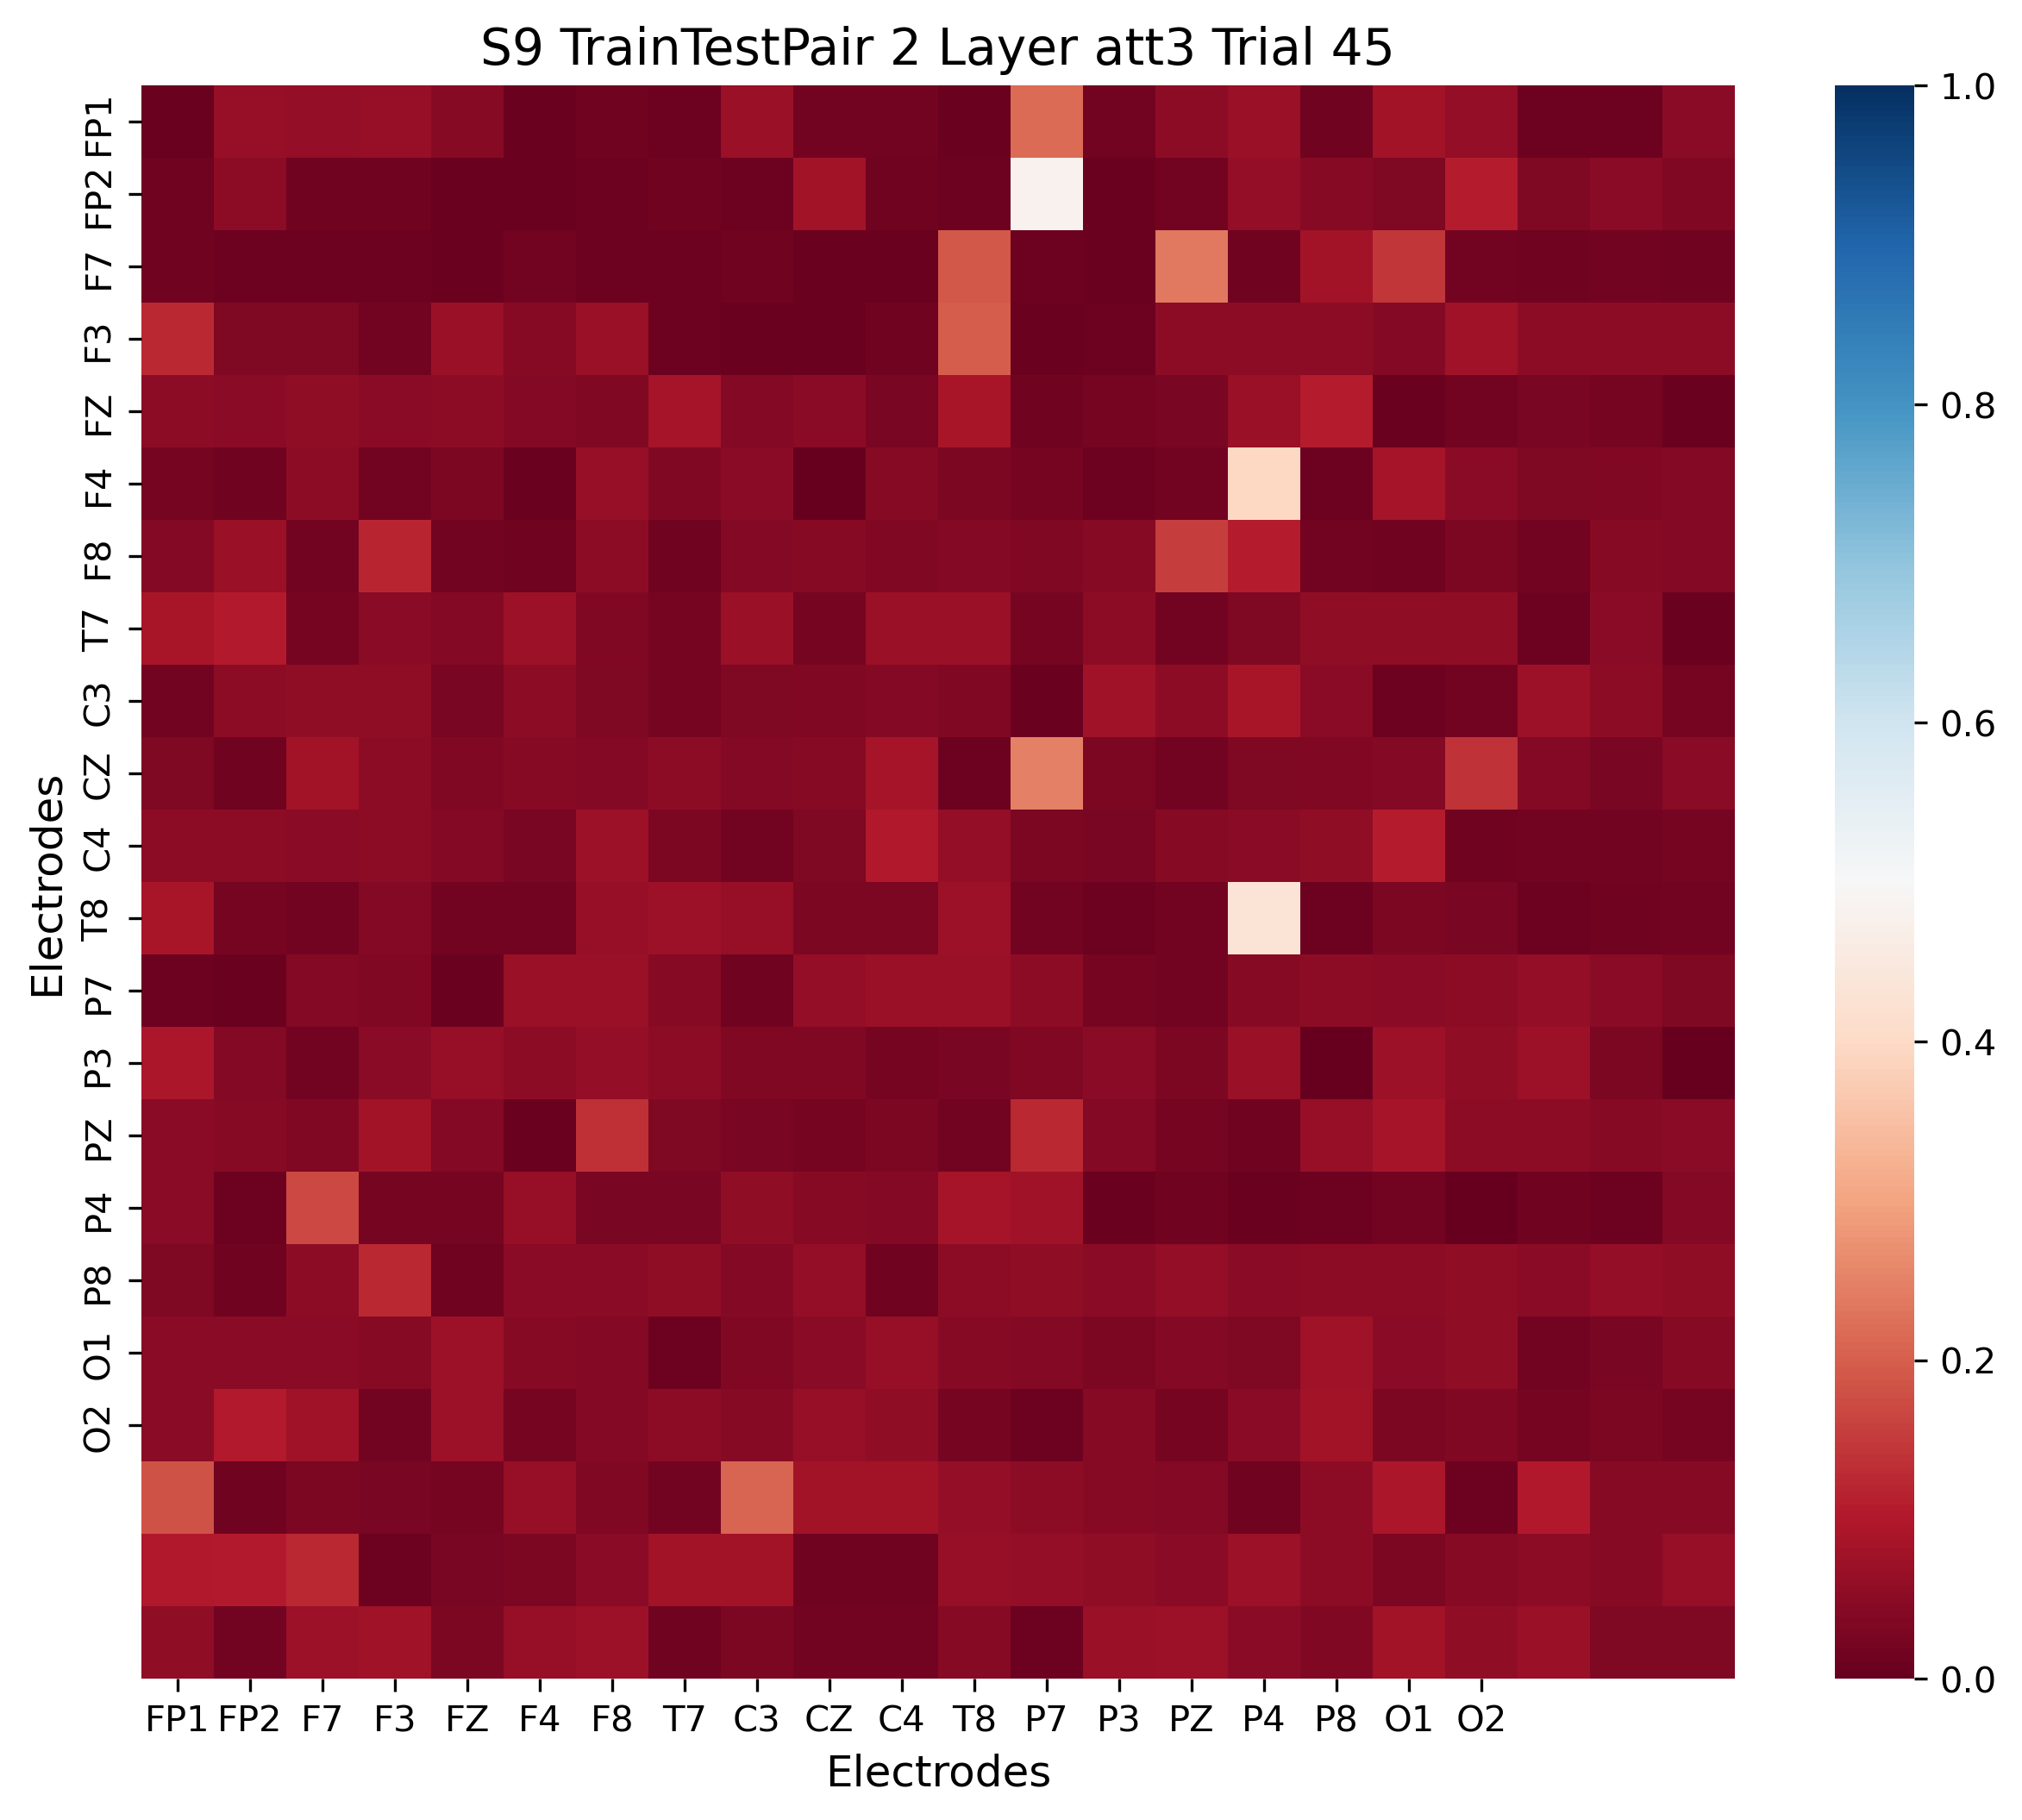 S9 TrainTestPair 2 Layer att3 Trial 45
Electrodes
FP1
FP2
F7
F3
FZ
F4
F8
T7
C3
CZ
C4
T8
P7
P3
PZ
P4
P8
O1
O2
FP1 FP2 F7 F3 FZ F4 F8 T7 C3 CZ C4 T8 P7 P3 PZ P4 P8 O1 O2
Electrodes
1.0
0.8
0.6
0.4
0.2
0.0